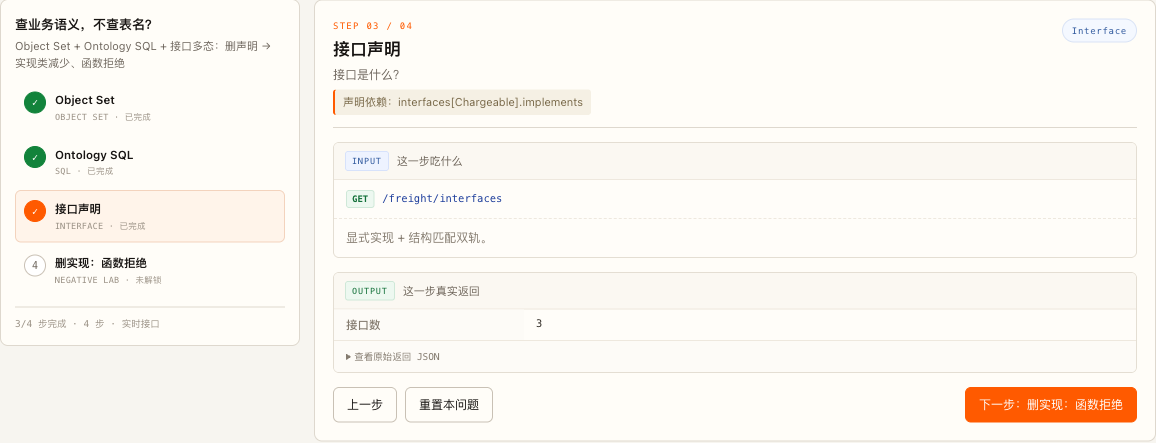 查业务语义，不查表名？
Object Set + Ontology SQL + 接口多态：删声明 →
实现类减少、函数拒绝
✓
Object Set
OBJECT SET · 已完成
✓
Ontology SQL
SQL · 已完成
✓
接口声明
INTERFACE · 已完成
4
删实现：函数拒绝
NEGATIVE LAB · 未解锁
3/4 步完成 · 4 步 · 实时接口
STEP 03 / 04
Interface
接口声明
接口是什么？
声明依赖：interfaces[Chargeable].implements
INPUT 这一步吃什么
GET /freight/interfaces
显式实现 + 结构匹配双轨。
OUTPUT 这一步真实返回
接口数 3
▶ 查看原始返回 JSON
上一步 重置本问题 下一步：删实现：函数拒绝